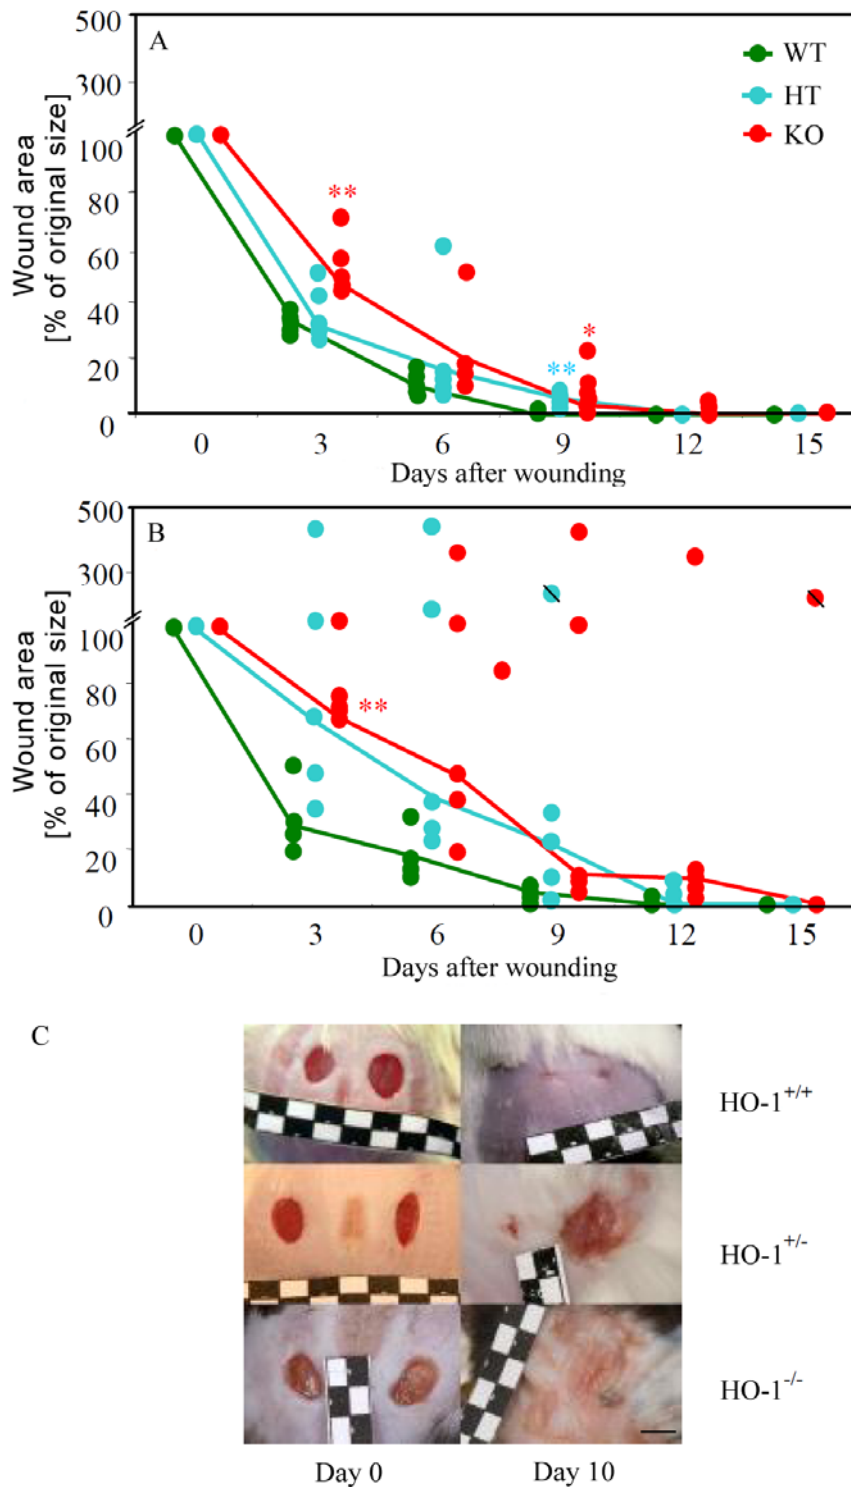 A
500
300
100
80
60
40
20
0
Wound area
[% of original size]
WT
HT
KO
**
*
**
0 3 6 9 12 15
Days after wounding
B
500
300
100
80
60
40
20
0
Wound area
[% of original size]
**
0 3 6 9 12 15
Days after wounding
C
HO-1+/+
HO-1+/-
HO-1-/-
Day 0 Day 10